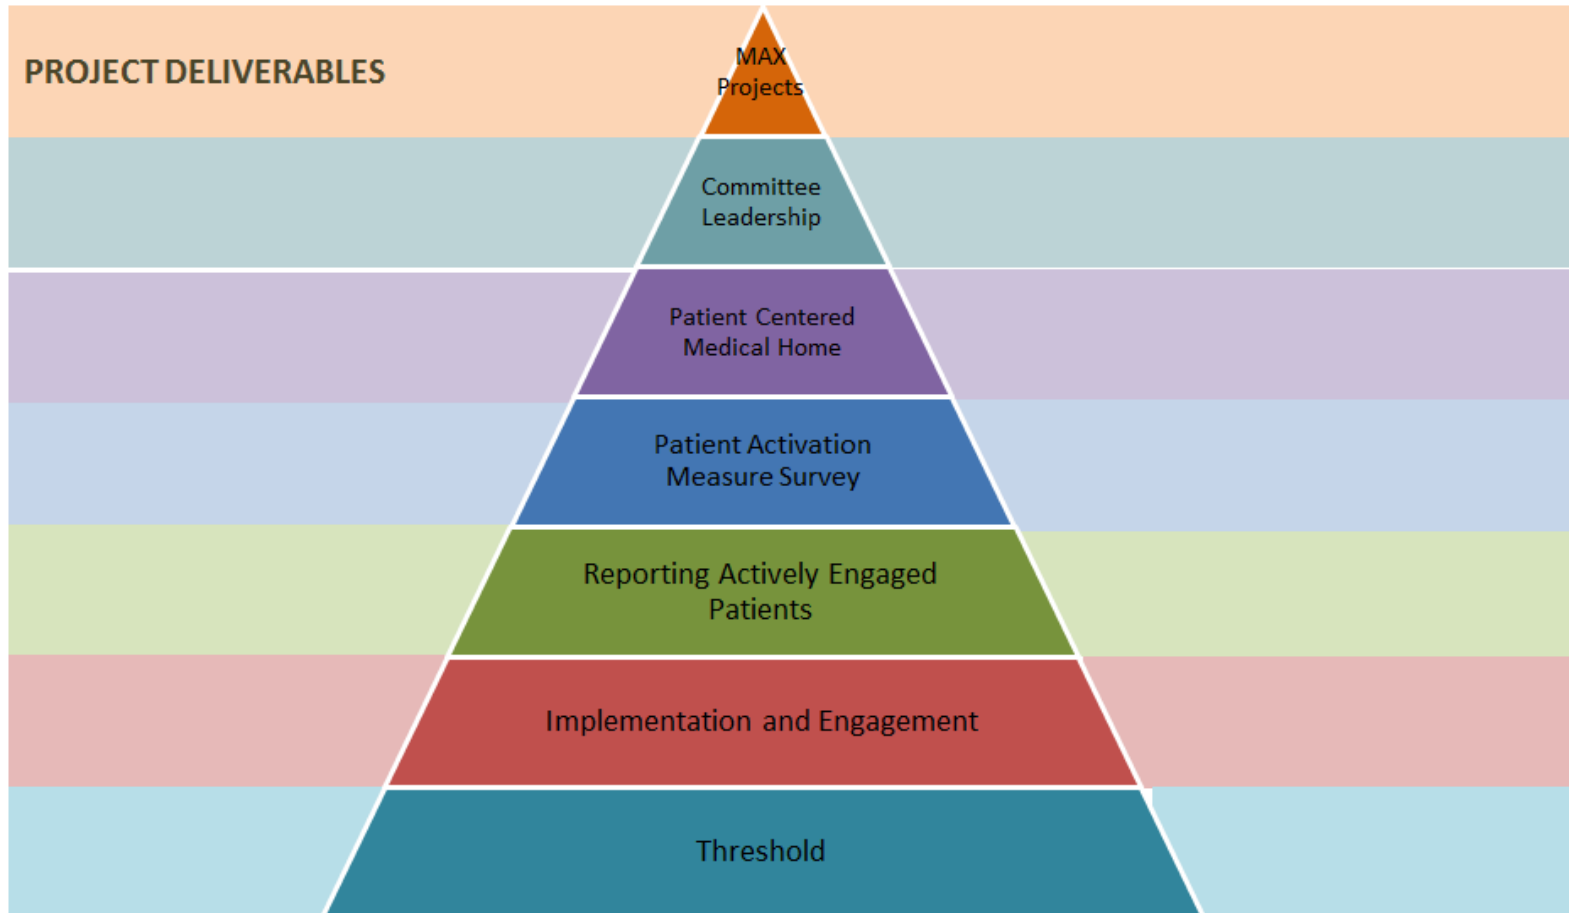 PROJECT DELIVERABLES
MAX
Projects
Committee
Leadership
Patient Centered
Medical Home
Patient Activation
Measure Survey
Reporting Actively Engaged
Patients
Implementation and Engagement
Threshold